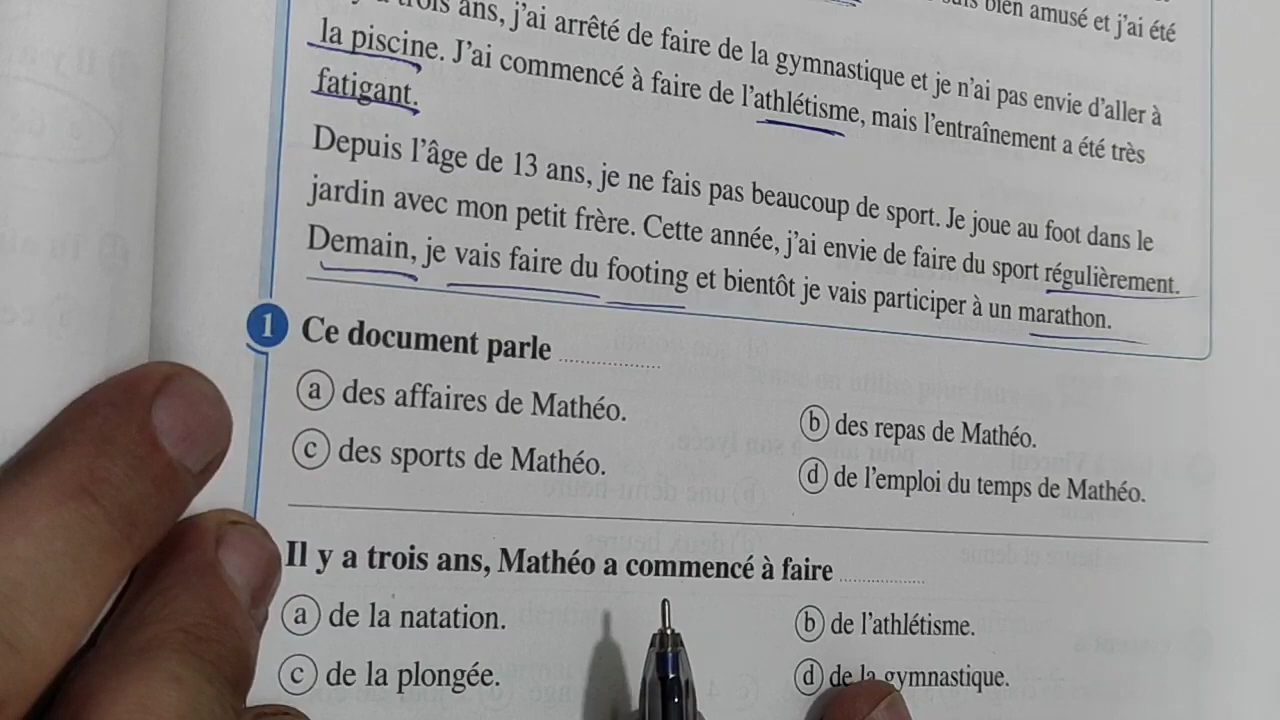 bien amusé et j'ai été
trois ans, j'ai arrêté de faire de la gymnastique et je n'ai pas envie d'aller à
la piscine. J'ai commencé à faire de l'athlétisme, mais l'entraînement a été très
fatigant.
Depuis l'âge de 13 ans, je ne fais pas beaucoup de sport. Je joue au foot dans le
jardin avec mon petit frère. Cette année, j'ai envie de faire du sport régulièrement.
Demain, je vais faire du footing et bientôt je vais participer à un marathon.
1 Ce document parle ..................
a des affaires de Mathéo.
b des repas de Mathéo.
c des sports de Mathéo.
d de l'emploi du temps de Mathéo.
Il y a trois ans, Mathéo a commencé à faire ..................
a de la natation.
b de l'athlétisme.
c de la plongée.
d de la gymnastique.